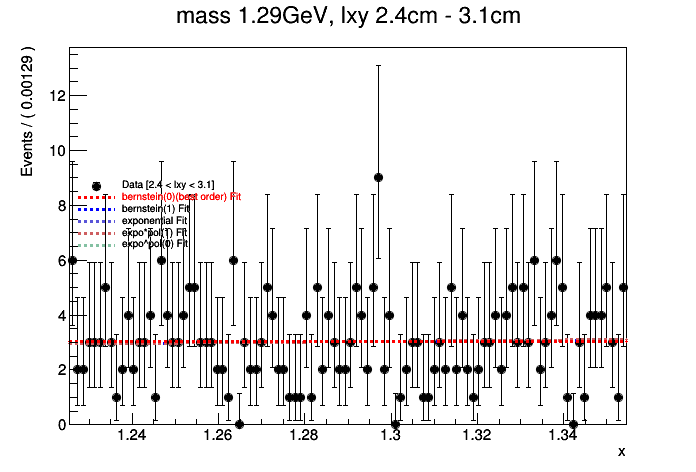 mass 1.29GeV, lxy 2.4cm - 3.1cm
Events / ( 0.00129 )
12
10
8
6
4
2
0
Data [2.4 < lxy < 3.1]
bernstein(0)(best order) Fit
bernstein(1) Fit
exponential Fit
expo*pol(1) Fit
expo^pol(0) Fit
1.24 1.26 1.28 1.3 1.32 1.34
x